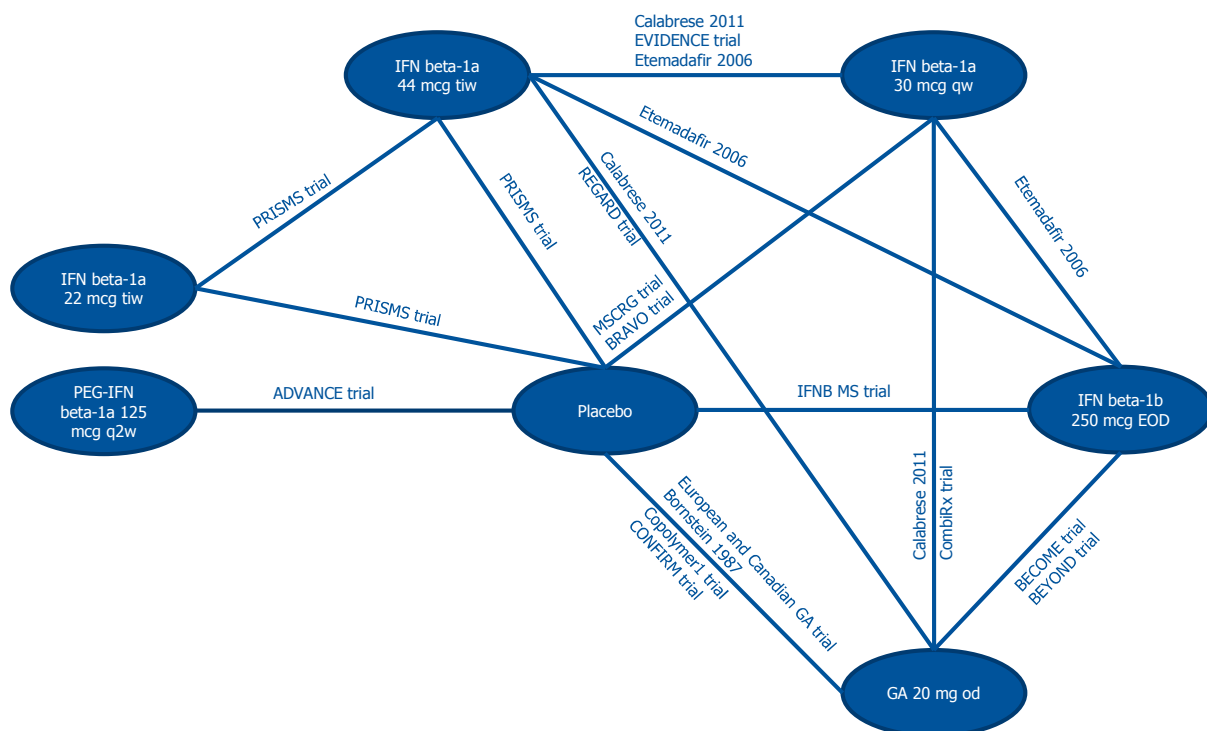 Calabrese 2011
EVIDENCE trial
Etemadafir 2006
IFN beta-1a
44 mcg tiw
IFN beta-1a
30 mcg qw
Etemadafir 2006
Calabrese 2011
REGARD trial
PRISMS trial
PRISMS trial
Etemadafir 2006
IFN beta-1a
22 mcg tiw
PRISMS trial
MSCRG trial
BRAVO trial
PEG-IFN
beta-1a 125
mcg q2w
ADVANCE trial
Placebo
IFNB MS trial
IFN beta-1b
250 mcg EOD
European and Canadian GA trial
Bornstein 1987
Copolymer1 trial
CONFIRM trial
Calabrese 2011
CombiRx trial
BECOME trial
BEYOND trial
GA 20 mg od